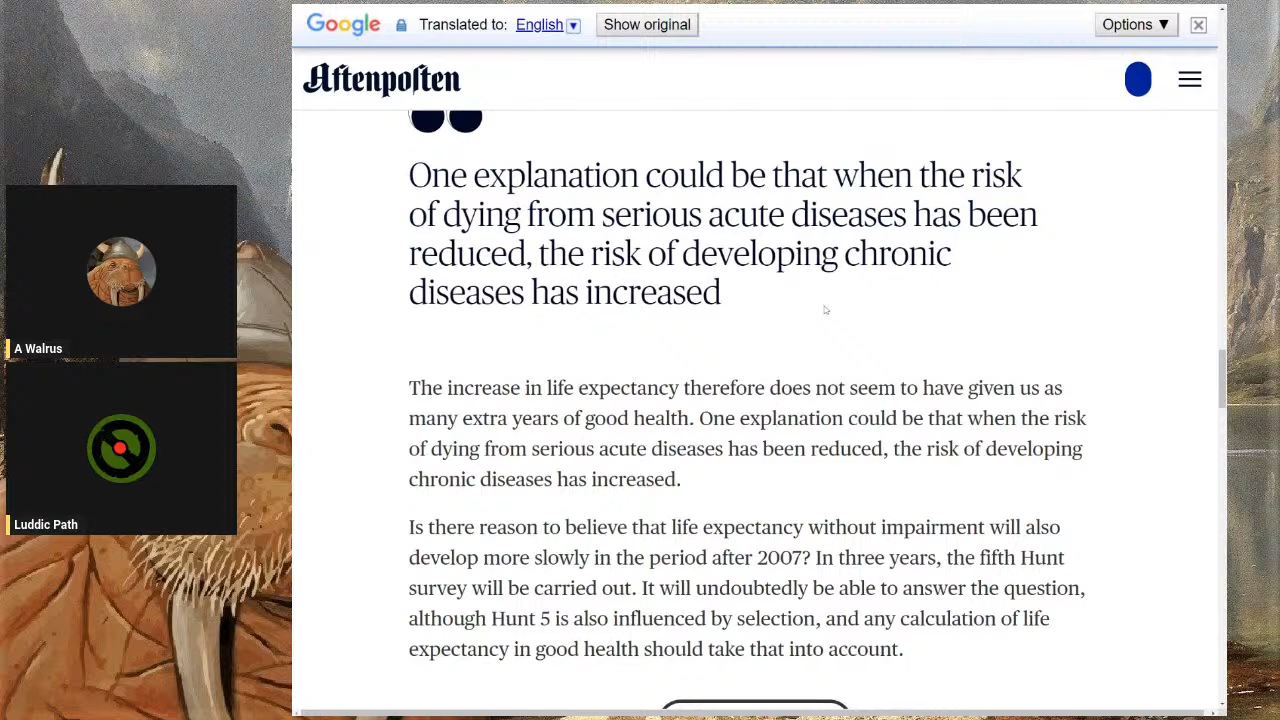 Google Translated to: English ▼ Show original Options ▼
Aftenposten
One explanation could be that when the risk
of dying from serious acute diseases has been
reduced, the risk of developing chronic
diseases has increased
The increase in life expectancy therefore does not seem to have given us as
many extra years of good health. One explanation could be that when the risk
of dying from serious acute diseases has been reduced, the risk of developing
chronic diseases has increased.
Is there reason to believe that life expectancy without impairment will also
develop more slowly in the period after 2007? In three years, the fifth Hunt
survey will be carried out. It will undoubtedly be able to answer the question,
although Hunt 5 is also influenced by selection, and any calculation of life
expectancy in good health should take that into account.
A Walrus
Luddic Path